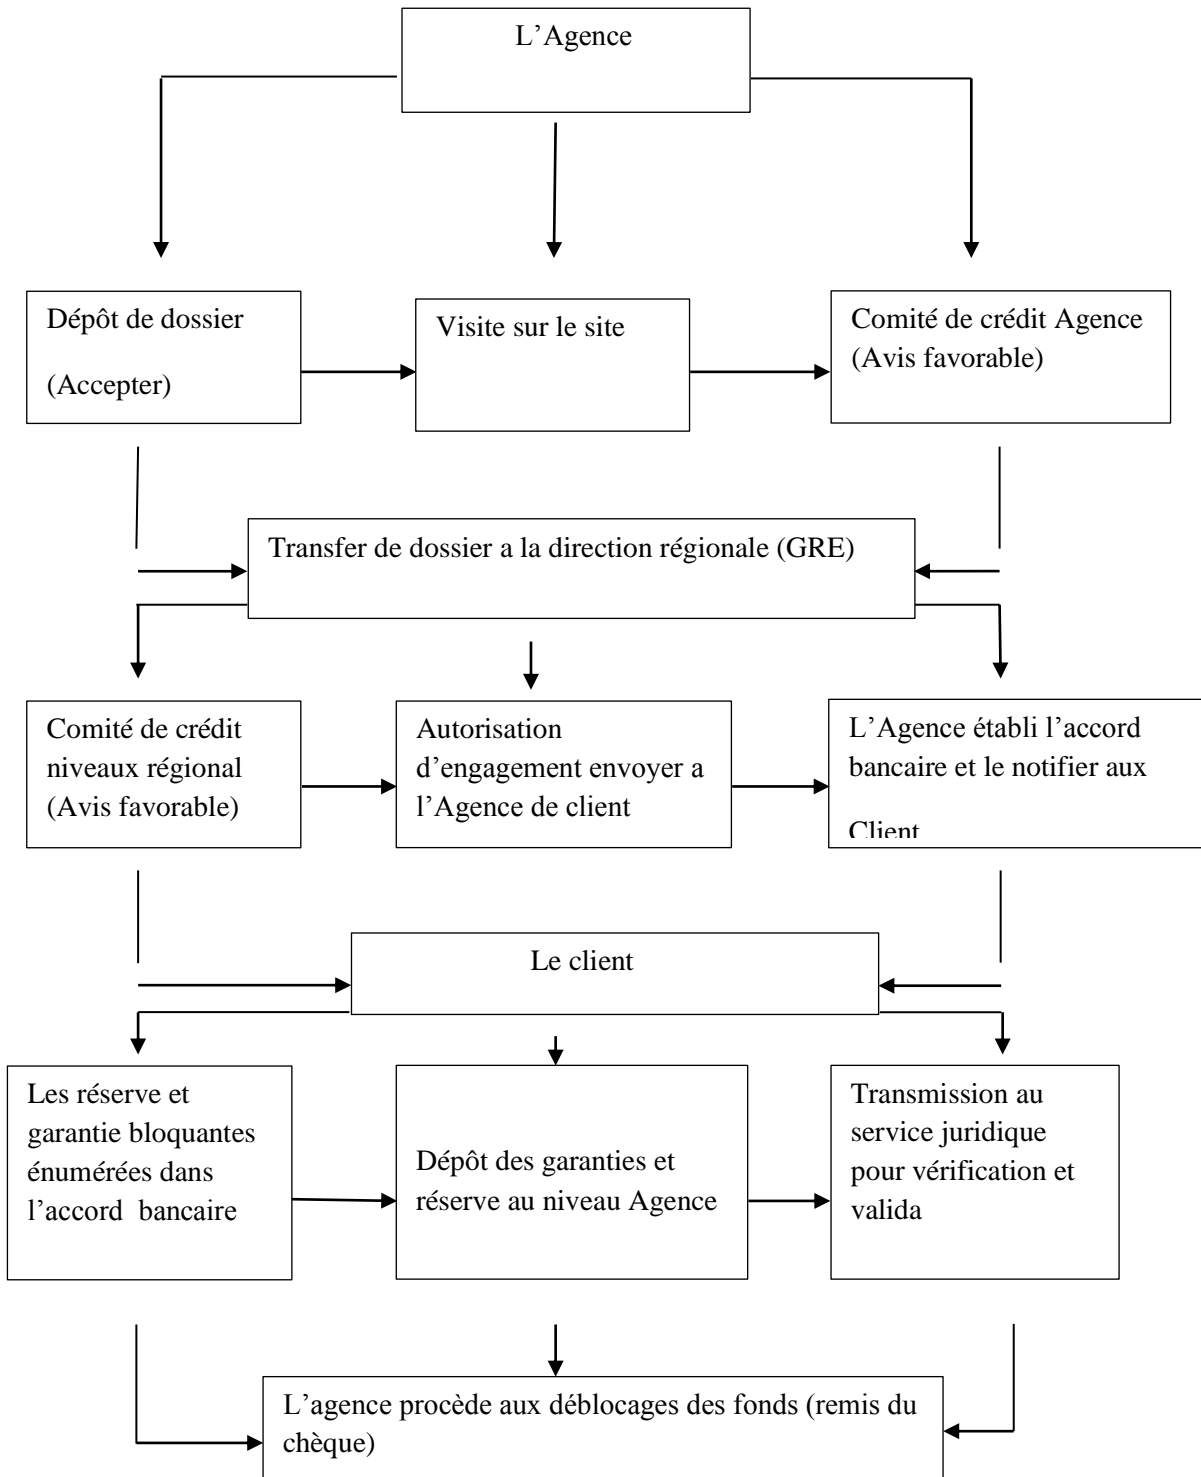 L’Agence
Dépôt de dossier
(Accepter)
Visite sur le site
Comité de crédit Agence
(Avis favorable)
Transfer de dossier a la direction régionale (GRE)
Comité de crédit
niveaux régional
(Avis favorable)
Autorisation
d’engagement envoyer a
l’Agence de client
L’Agence établi l’accord
bancaire et le notifier aux
Client
Le client
Les réserve et
garantie bloquantes
énumérées dans
l’accord bancaire
Dépôt des garanties et
réserve au niveau Agence
Transmission au
service juridique
pour vérification et
valida
L’agence procède aux déblocages des fonds (remis du
chèque)